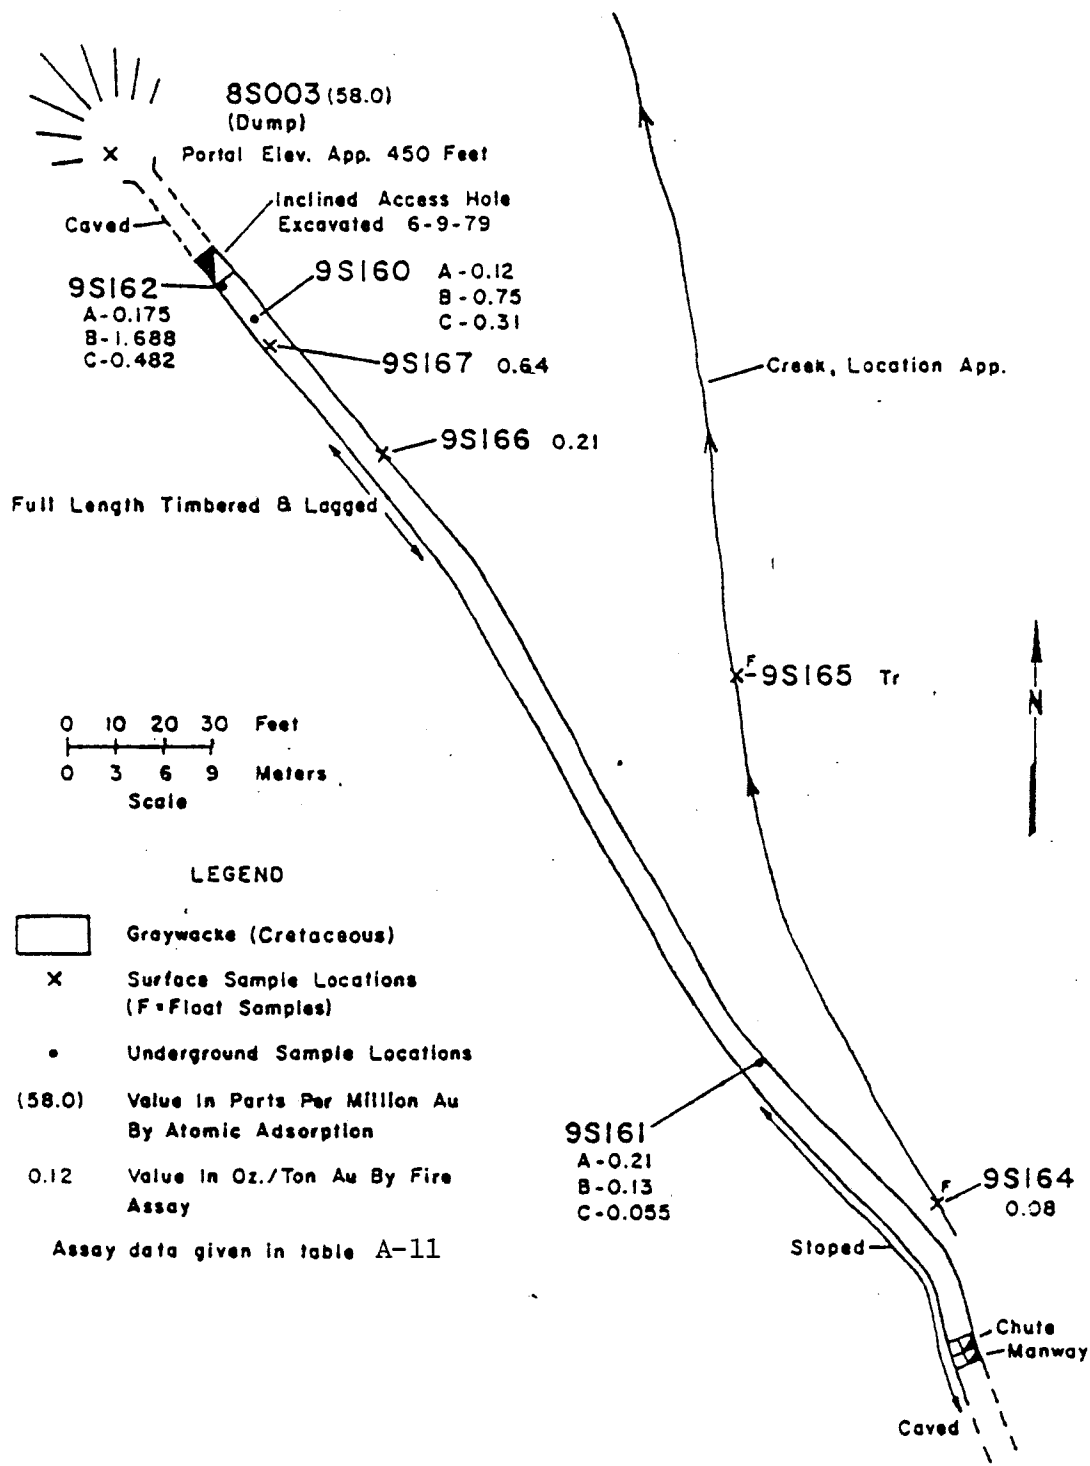 8S003 (58.0)
(Dump)
Portal Elev. App. 450 Feet
Inclined Access Hole
Excavated 6-9-79
Caved
9S160 A-0.12
B-0.75
C-0.31
9S162
A-0.175
B-1.688
C-0.482
9S167 0.64
Creek, Location App.
9S166 0.21
Full Length Timbered & Lagged
F
9S165 Tr
N
0 10 20 30 Feet
0 3 6 9 Meters
Scale
LEGEND
Graywacke (Cretaceous)
x Surface Sample Locations
(F=Float Samples)
• Underground Sample Locations
(58.0) Value In Parts Per Million Au
By Atomic Adsorption
0.12 Value In Oz./Ton Au By Fire
Assay
Assay data given in table A-11
9S161
A-0.21
B-0.13
C-0.055
F
9S164
0.08
Stoped
Chute
Manway
Caved